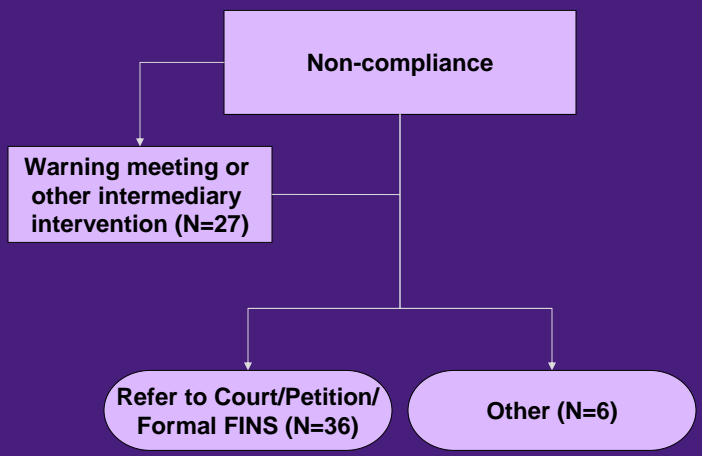 Non-compliance
Warning meeting or
other intermediary
intervention (N=27)
Refer to Court/Petition/
Formal FINS (N=36)
Other (N=6)